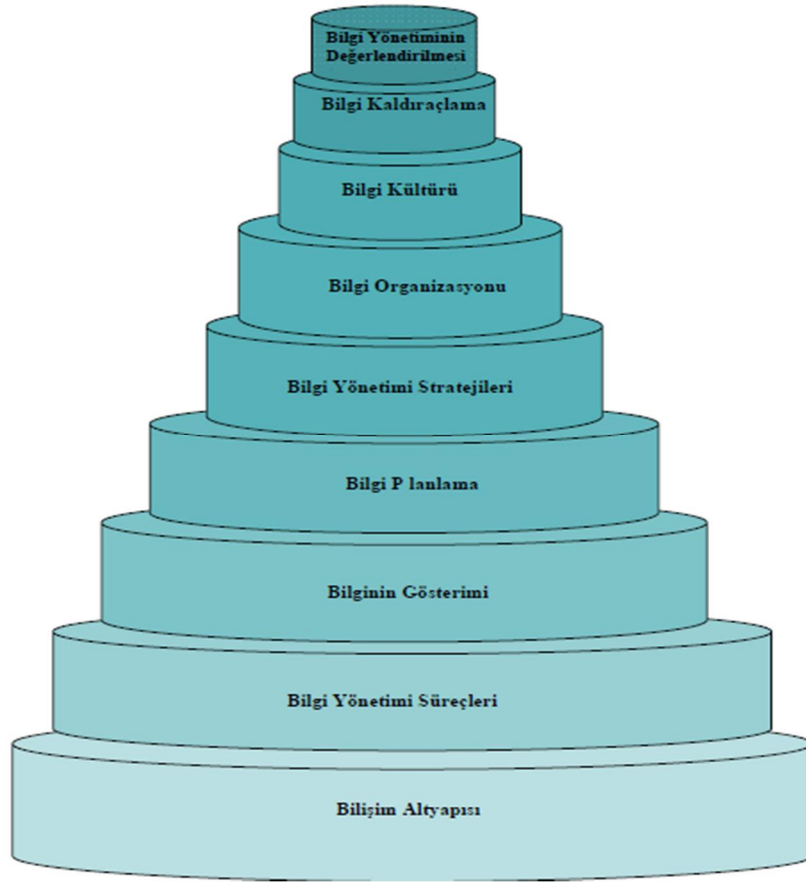 Bilgi Yönetiminin
Değerlendirilmesi
Bilgi Kaldıraçlama
Bilgi Kültürü
Bilgi Organizasyonu
Bilgi Yönetimi Stratejileri
Bilgi P lanlama
Bilginin Gösterimi
Bilgi Yönetimi Süreçleri
Bilişim Altyapısı